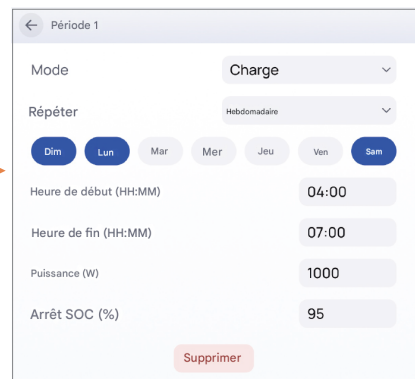 Période 1
Mode Charge
Répéter Hebdomadaire
Dim Lun Mar Mer Jeu Ven Sam
Heure de début (HH:MM) 04:00
Heure de fin (HH:MM) 07:00
Puissance (W) 1000
Arrêt SOC (%) 95
Supprimer